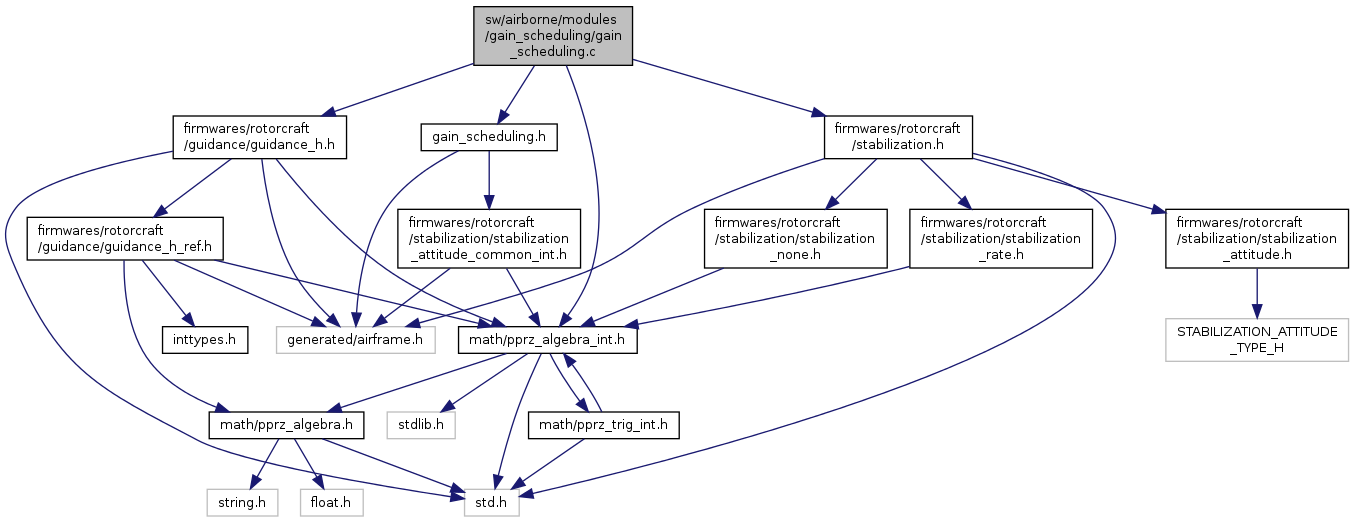 sw/airborne/modules
/gain_scheduling/gain
_scheduling.c
firmwares/rotorcraft
/guidance/guidance_h.h
gain_scheduling.h
firmwares/rotorcraft
/stabilization.h
firmwares/rotorcraft
/guidance/guidance_h_ref.h
firmwares/rotorcraft
/stabilization/stabilization
_attitude_common_int.h
firmwares/rotorcraft
/stabilization/stabilization
_none.h
firmwares/rotorcraft
/stabilization/stabilization
_rate.h
firmwares/rotorcraft
/stabilization/stabilization
_attitude.h
inttypes.h
generated/airframe.h
math/pprz_algebra_int.h
STABILIZATION_ATTITUDE
_TYPE_H
math/pprz_algebra.h
stdlib.h
math/pprz_trig_int.h
string.h
float.h
std.h